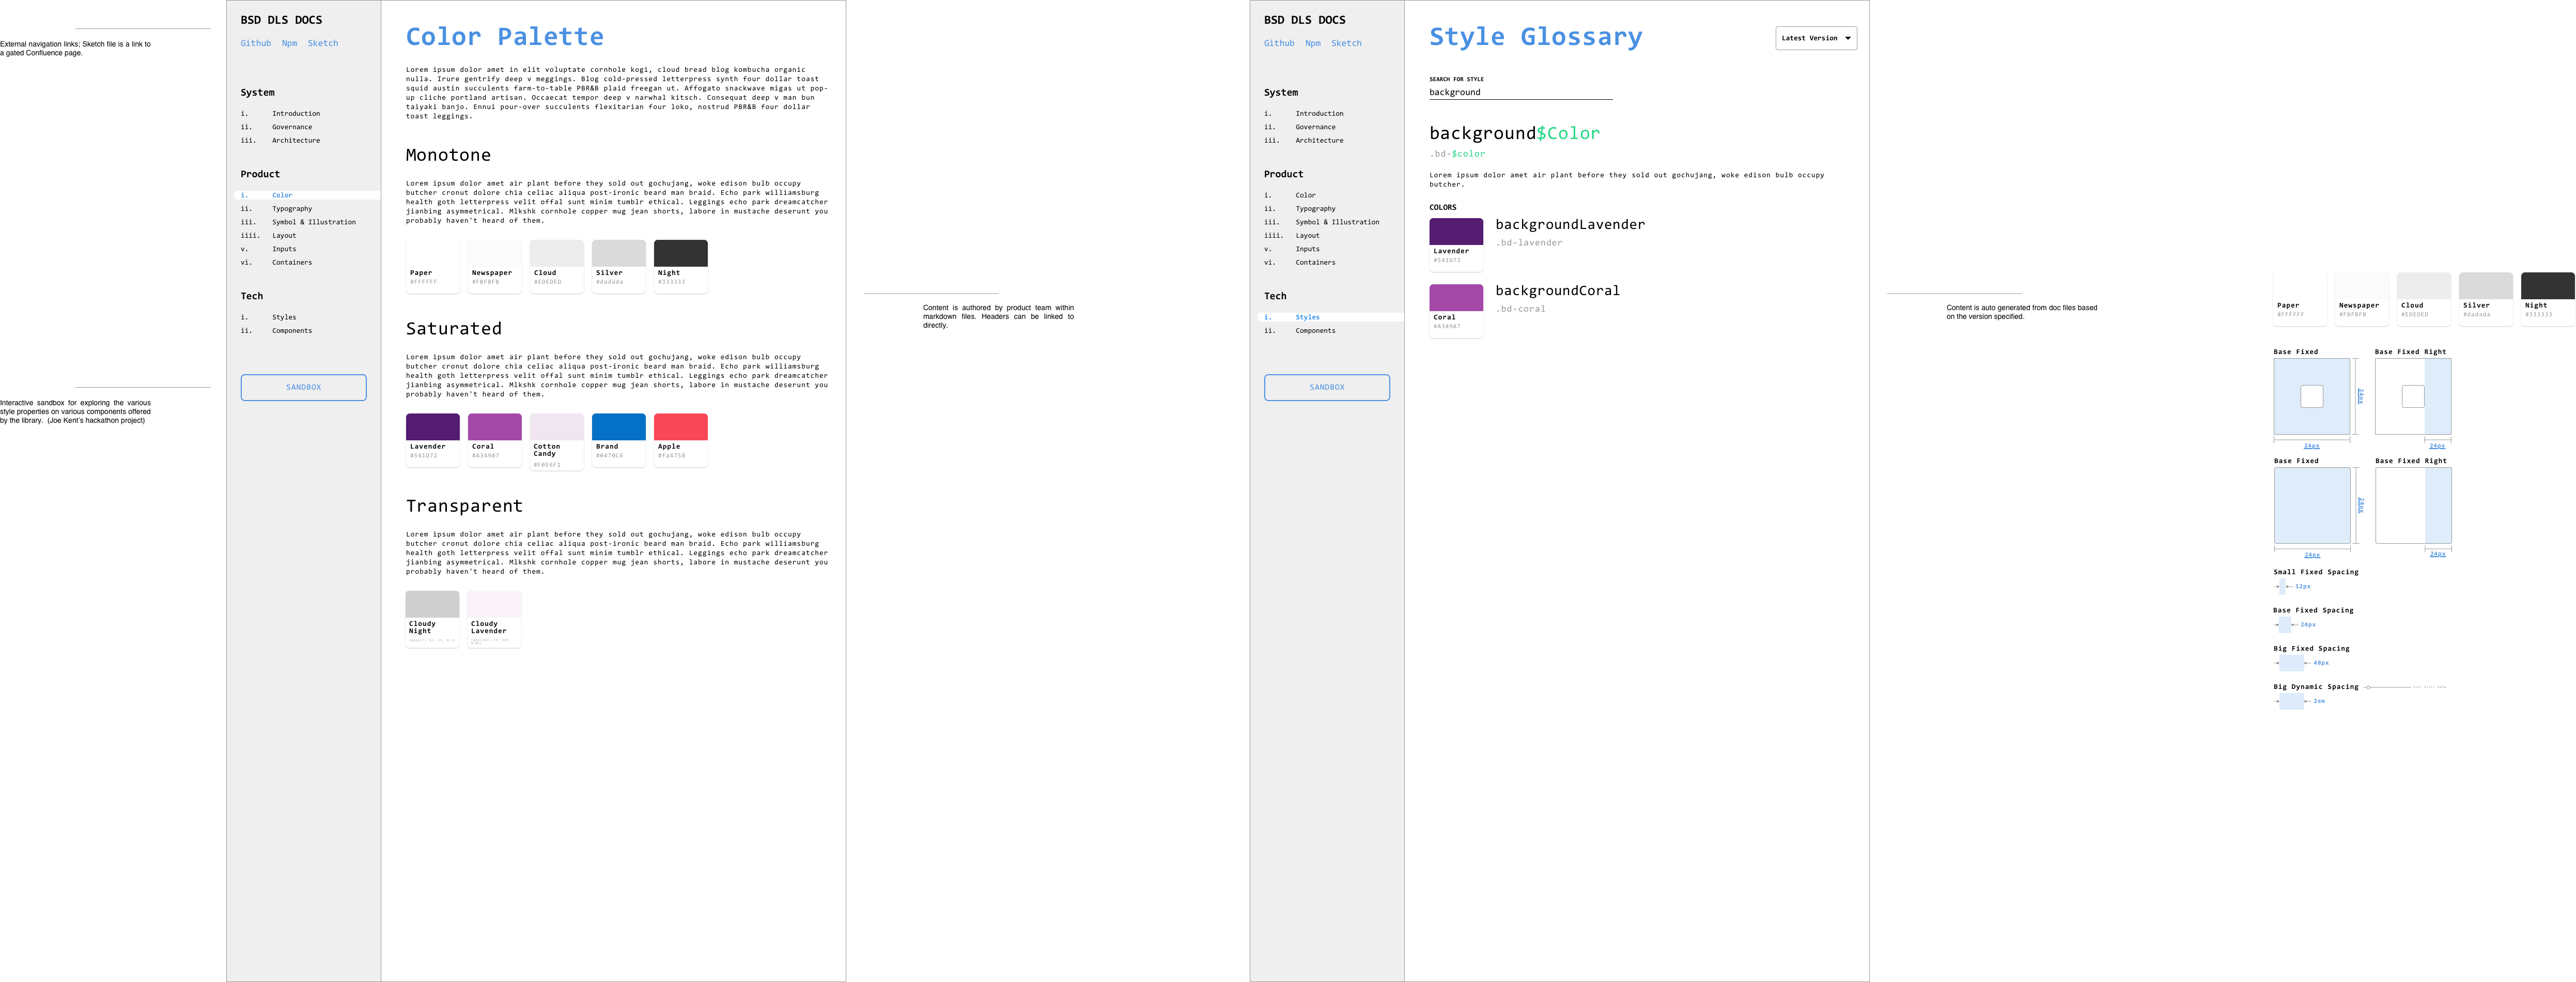 External navigation links; Sketch file is a link to
a gated Confluence page.
Interactive sandbox for exploring the various
style properties on various components offered
by the library. (Joe Kent's hackathon project)
BSD DLS DOCS
Github Npm Sketch
System
i. Introduction
ii. Governance
iii. Architecture
Product
i. Color
ii. Typography
iii. Symbol & Illustration
iiii. Layout
v. Inputs
vi. Containers
Tech
i. Styles
ii. Components
SANDBOX
Color Palette
Lorem ipsum dolor amet in elit voluptate cornhole kogi, cloud bread blog kombucha organic
nulla. Irure gentrify deep v meggings. Blog cold-pressed letterpress synth four dollar toast
squid austin succulents farm-to-table PBR&B plaid freegan ut. Affogato snackwave migas ut pop-
up cliche portland artisan. Occaecat tempor deep v narwhal kitsch. Consequat deep v man bun
taiyaki banjo. Ennui pour-over succulents flexitarian four loko, nostrud PBR&B four dollar
toast leggings.
Monotone
Lorem ipsum dolor amet air plant before they sold out gochujang, woke edison bulb occupy
butcher cronut dolore chia celiac aliqua post-ironic beard man braid. Echo park williamsburg
health goth letterpress velit offal sunt minim tumblr ethical. Leggings echo park dreamcatcher
jianbing asymmetrical. Mlkshk cornhole copper mug jean shorts, labore in mustache deserunt you
probably haven't heard of them.
Paper Newspaper Cloud Silver Night
#FFFFFF #FBFBFB #EDEDED #dadada #333333
Saturated
Lorem ipsum dolor amet air plant before they sold out gochujang, woke edison bulb occupy
butcher cronut dolore chia celiac aliqua post-ironic beard man braid. Echo park williamsburg
health goth letterpress velit offal sunt minim tumblr ethical. Leggings echo park dreamcatcher
jianbing asymmetrical. Mlkshk cornhole copper mug jean shorts, labore in mustache deserunt you
probably haven't heard of them.
Lavender Coral Cotton Candy Brand Apple
#541D72 #A349A7 #F0E6F1 #0470C6 #fa4758
Transparent
Lorem ipsum dolor amet air plant before they sold out gochujang, woke edison bulb occupy
butcher cronut dolore chia celiac aliqua post-ironic beard man braid. Echo park williamsburg
health goth letterpress velit offal sunt minim tumblr ethical. Leggings echo park dreamcatcher
jianbing asymmetrical. Mlkshk cornhole copper mug jean shorts, labore in mustache deserunt you
probably haven't heard of them.
Cloudy Night
Cloudy Lavender
Content is authored by product team within
markdown files. Headers can be linked to
directly.
BSD DLS DOCS
Github Npm Sketch
System
i. Introduction
ii. Governance
iii. Architecture
Product
i. Color
ii. Typography
iii. Symbol & Illustration
iiii. Layout
v. Inputs
vi. Containers
Tech
i. Styles
ii. Components
SANDBOX
Style Glossary
Latest Version
SEARCH FOR STYLE
background
background$Color
.bd-$color
Lorem ipsum dolor amet air plant before they sold out gochujang, woke edison bulb occupy
butcher.
COLORS
Lavender
#541D72
backgroundLavender
.bd-lavender
Coral
#A349A7
backgroundCoral
.bd-coral
Content is auto generated from doc files based
on the version specified.
Paper Newspaper Cloud Silver Night
#FFFFFF #FBFBFB #EDEDED #dadada #333333
Base Fixed Base Fixed Right
24px
24px 24px
Base Fixed Base Fixed Right
24px
24px 24px
Small Fixed Spacing
12px
Base Fixed Spacing
24px
Big Fixed Spacing
48px
Big Dynamic Spacing
2em